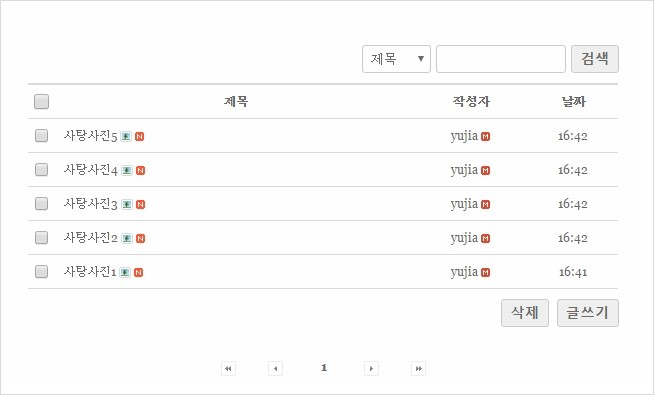 제목 검색
제목 작성자 날짜
사탕사진5 N yujia M 16:42
사탕사진4 N yujia M 16:42
사탕사진3 N yujia M 16:42
사탕사진2 N yujia M 16:42
사탕사진1 N yujia M 16:41
삭제 글쓰기
1